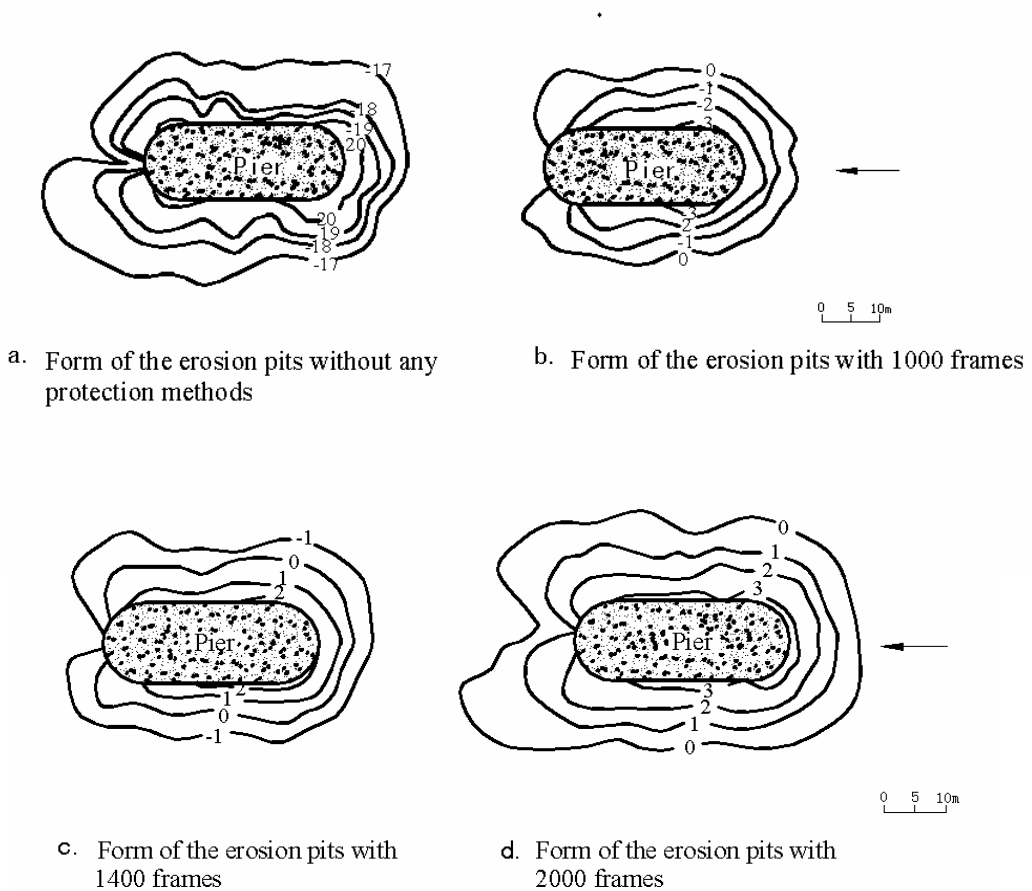 -17
-18
-19
20
Pier
20
19
-18
-17
0
-1
-2
-3
Pier
3
2
-1
0
0 5 10m
a. Form of the erosion pits without any
protection methods
b. Form of the erosion pits with 1000 frames
-1
0
1
2
Pier
2
1
0
-1
0
1
2
3
Pier
3
2
1
0
0 5 10m
c. Form of the erosion pits with
1400 frames
d. Form of the erosion pits with
2000 frames